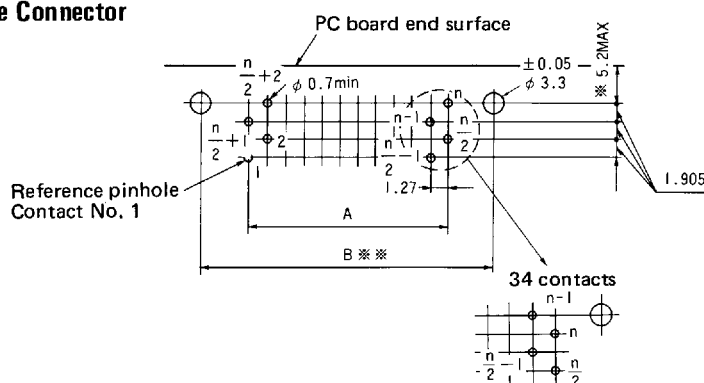 e Connector
PC board end surface
n/2 +2
φ 0.7min
±0.05
φ 3.3
※ 5.2MAX
n
n-1
n/2 +1
2
n/2
n/2 -1
1
1.27
1.905
Reference pinhole
Contact No. 1
A
B ※※
34 contacts
n-1
n
n/2 -1
n/2